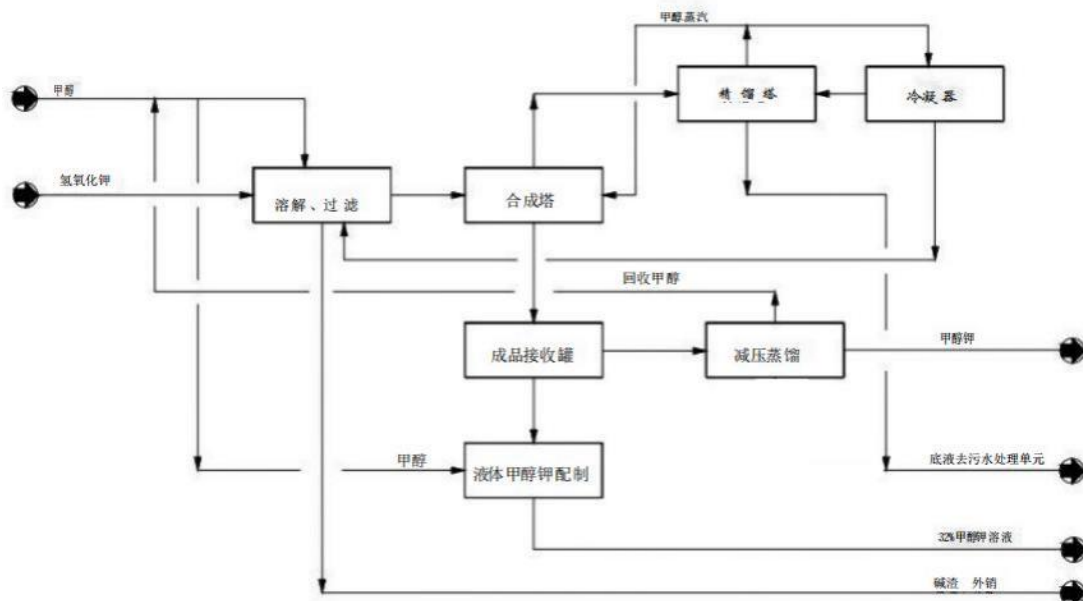 甲醇蒸汽
甲醇
精馏塔
冷凝器
氢氧化钾
溶解、过滤
合成塔
回收甲醇
成品接收罐
减压蒸馏
甲醇钾
甲醇
液体甲醇钾配制
底液去污水处理单元
32%甲醇钾溶液
碱渣 外销